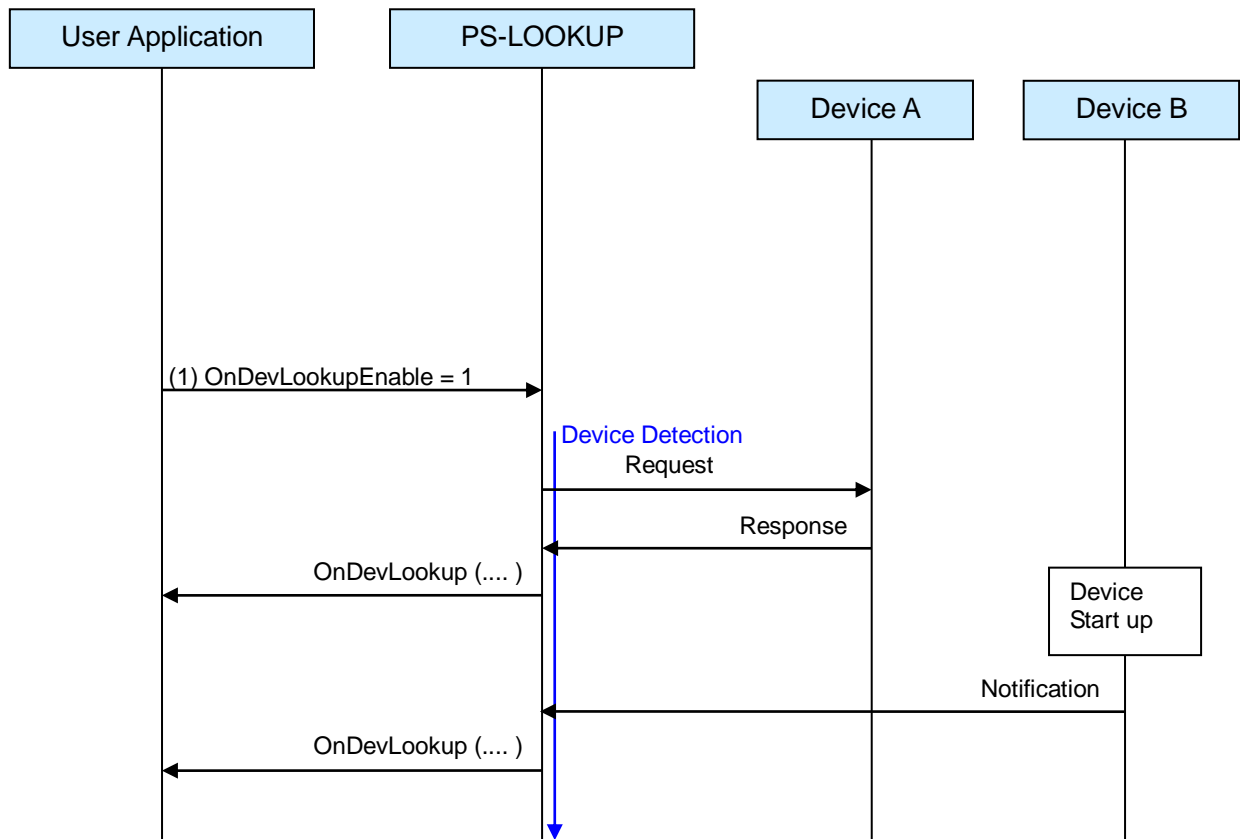 User Application
PS-LOOKUP
Device A
Device B
(1) OnDevLookupEnable = 1
Device Detection
Request
Response
OnDevLookup (.... )
Device
Start up
Notification
OnDevLookup (.... )